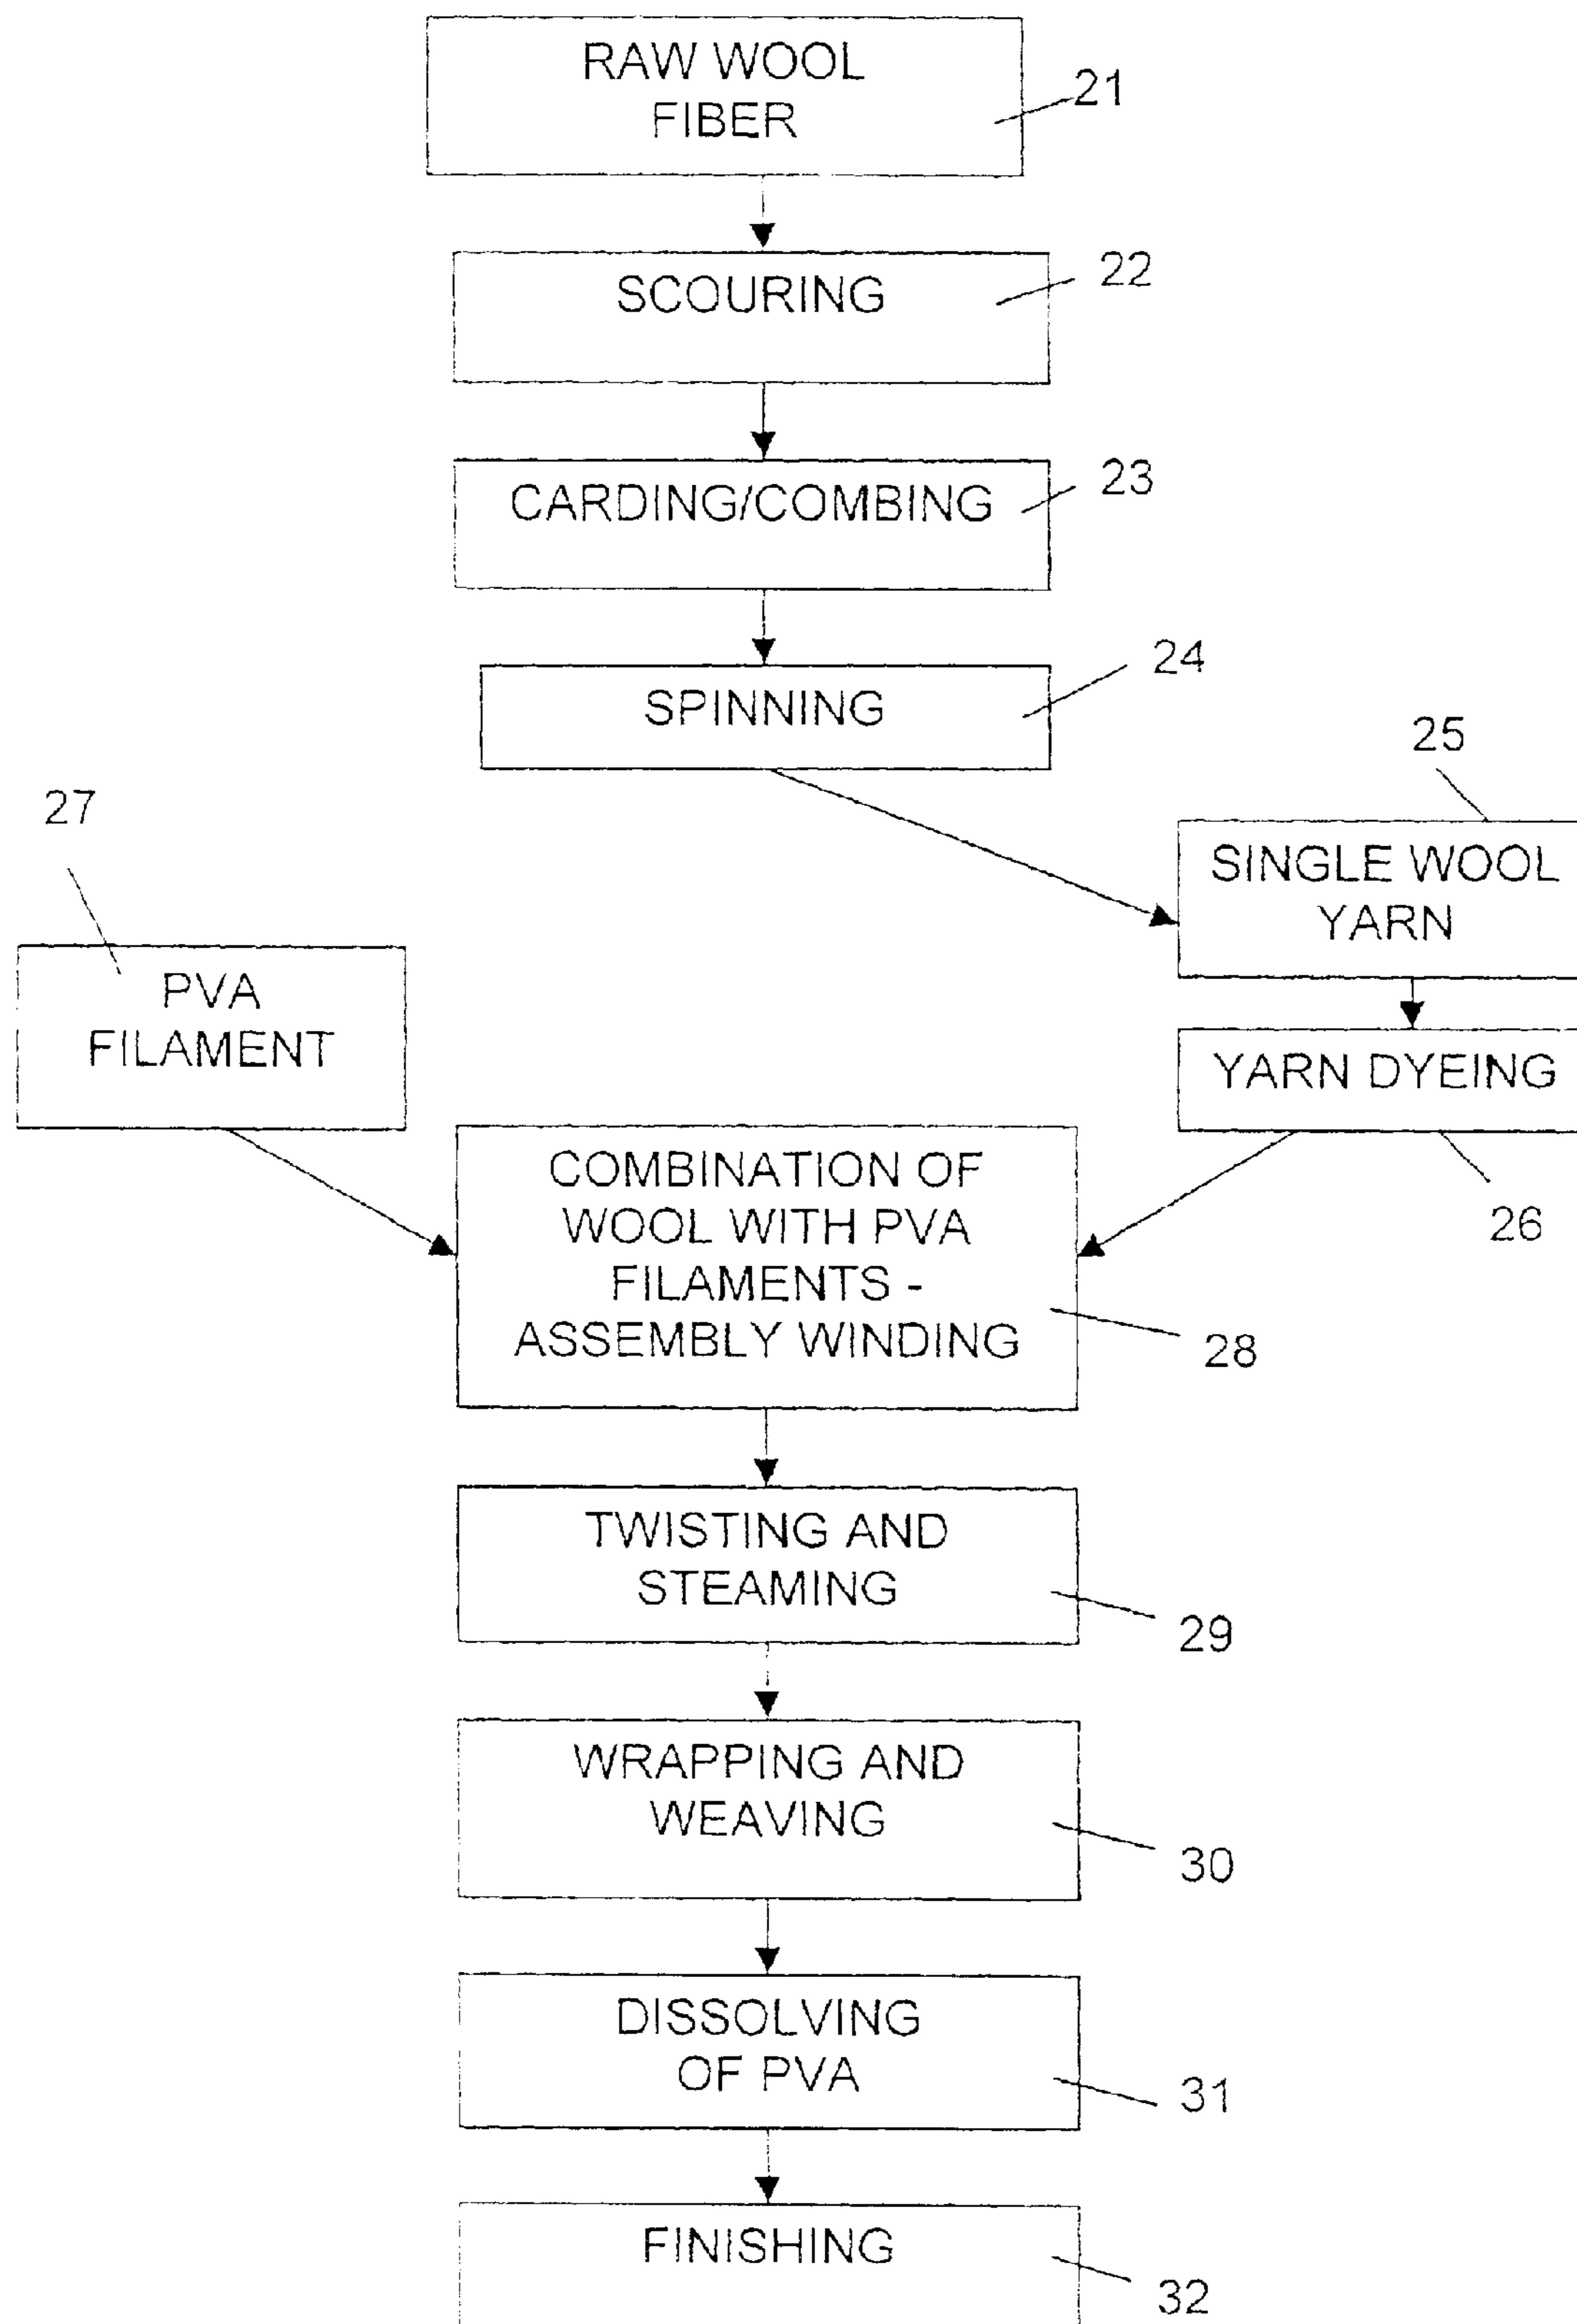 RAW WOOL
FIBER
21
SCOURING
22
CARDING/COMBING
23
SPINNING
24
25
SINGLE WOOL
YARN
27
PVA
FILAMENT
YARN DYEING
26
COMBINATION OF
WOOL WITH PVA
FILAMENTS -
ASSEMBLY WINDING
28
TWISTING AND
STEAMING
29
WRAPPING AND
WEAVING
30
DISSOLVING
OF PVA
31
FINISHING
32